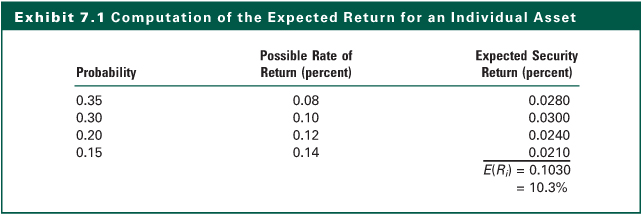 Exhibit 7.1 Computation of the Expected Return for an Individual Asset
Probability Possible Rate of Return (percent) Expected Security Return (percent)
0.35 0.08 0.0280
0.30 0.10 0.0300
0.20 0.12 0.0240
0.15 0.14 0.0210
E(Ri) = 0.1030
= 10.3%